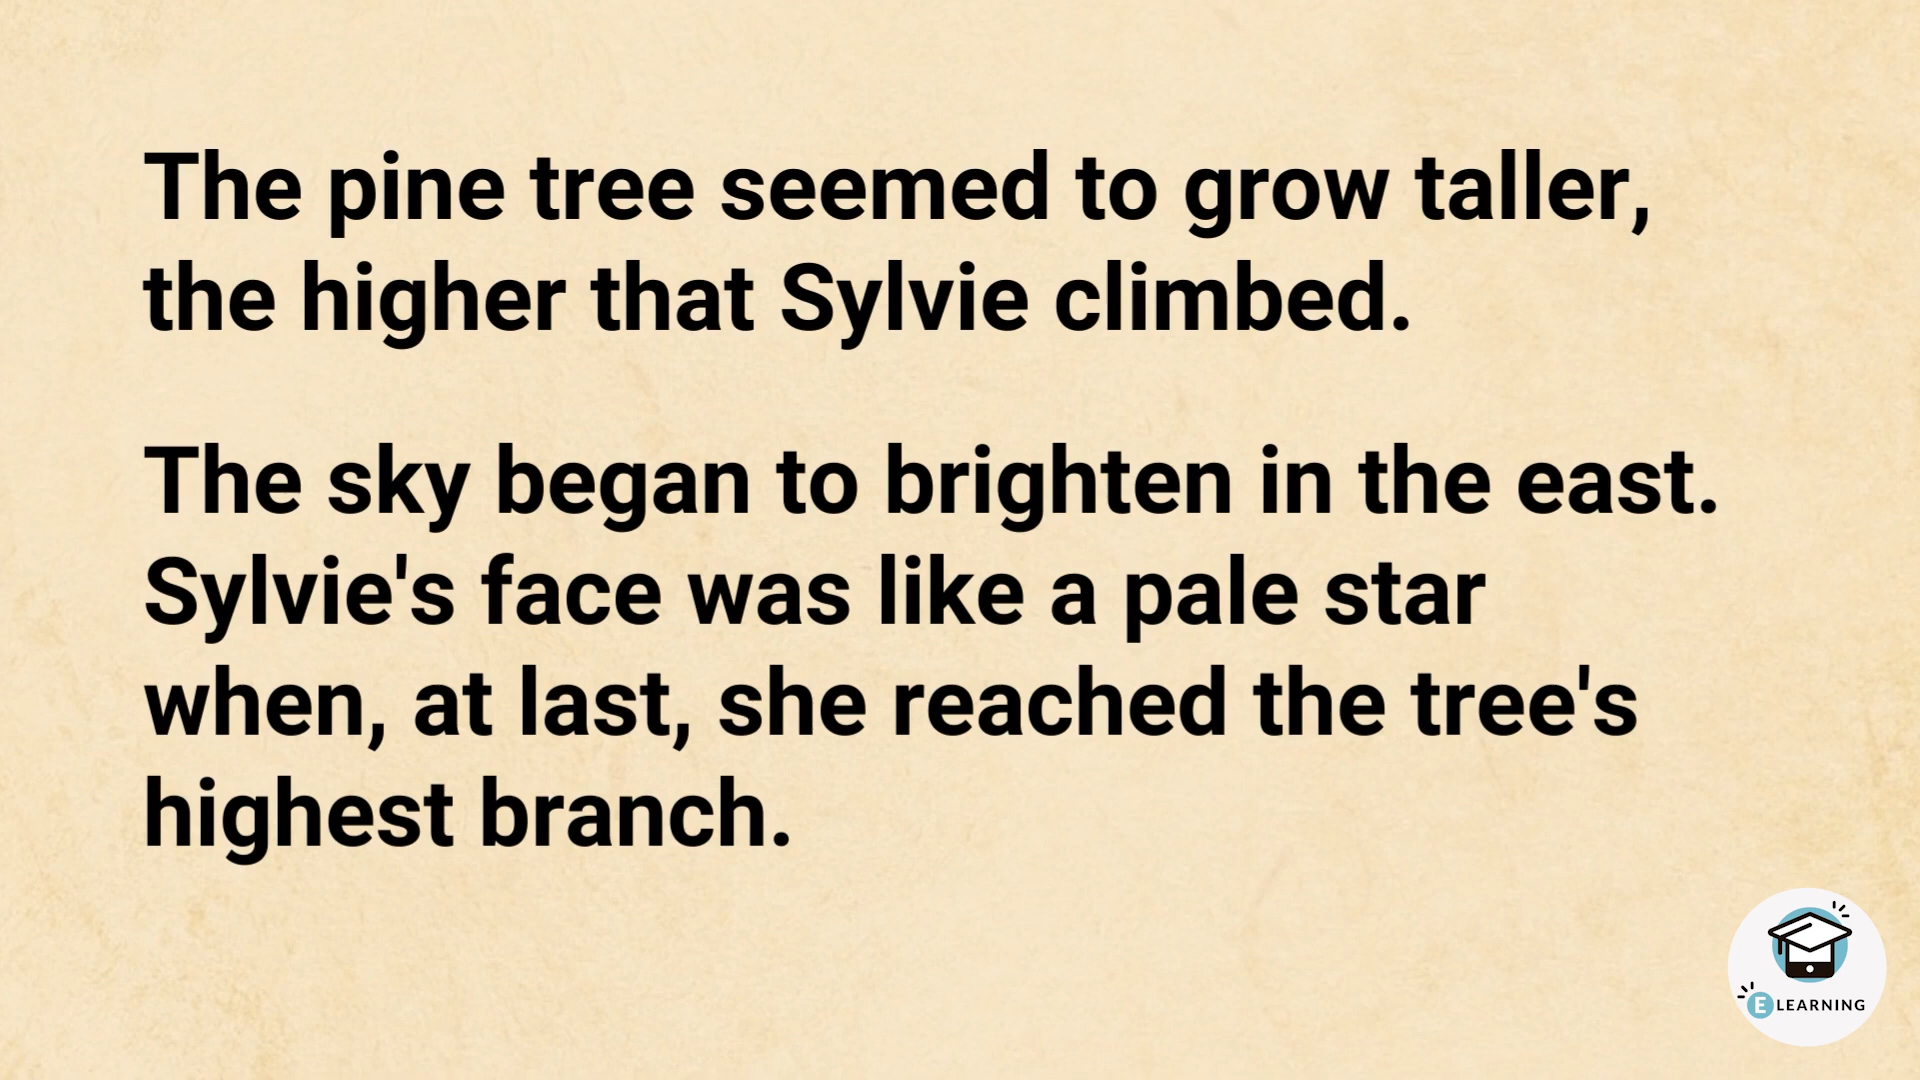 The pine tree seemed to grow taller,
the higher that Sylvie climbed.
The sky began to brighten in the east.
Sylvie's face was like a pale star
when, at last, she reached the tree's
highest branch.
E LEARNING